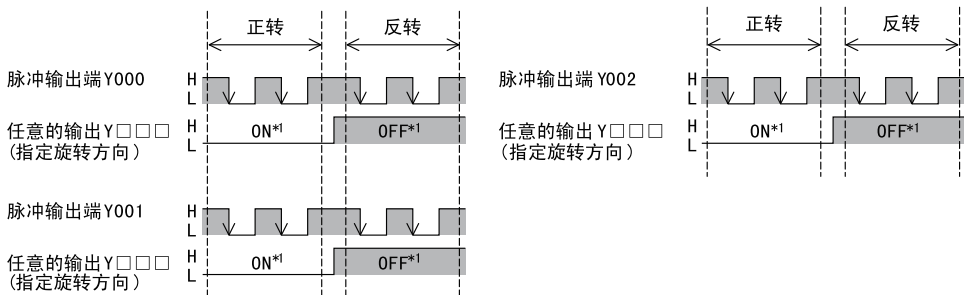 正转 反转
脉冲输出端Y000 H
L
任意的输出Y□□□ H ON*1 OFF*1
(指定旋转方向) L
脉冲输出端Y001 H
L
任意的输出Y□□□ H ON*1 OFF*1
(指定旋转方向) L
正转 反转
脉冲输出端Y002 H
L
任意的输出Y□□□ H ON*1 OFF*1
(指定旋转方向) L